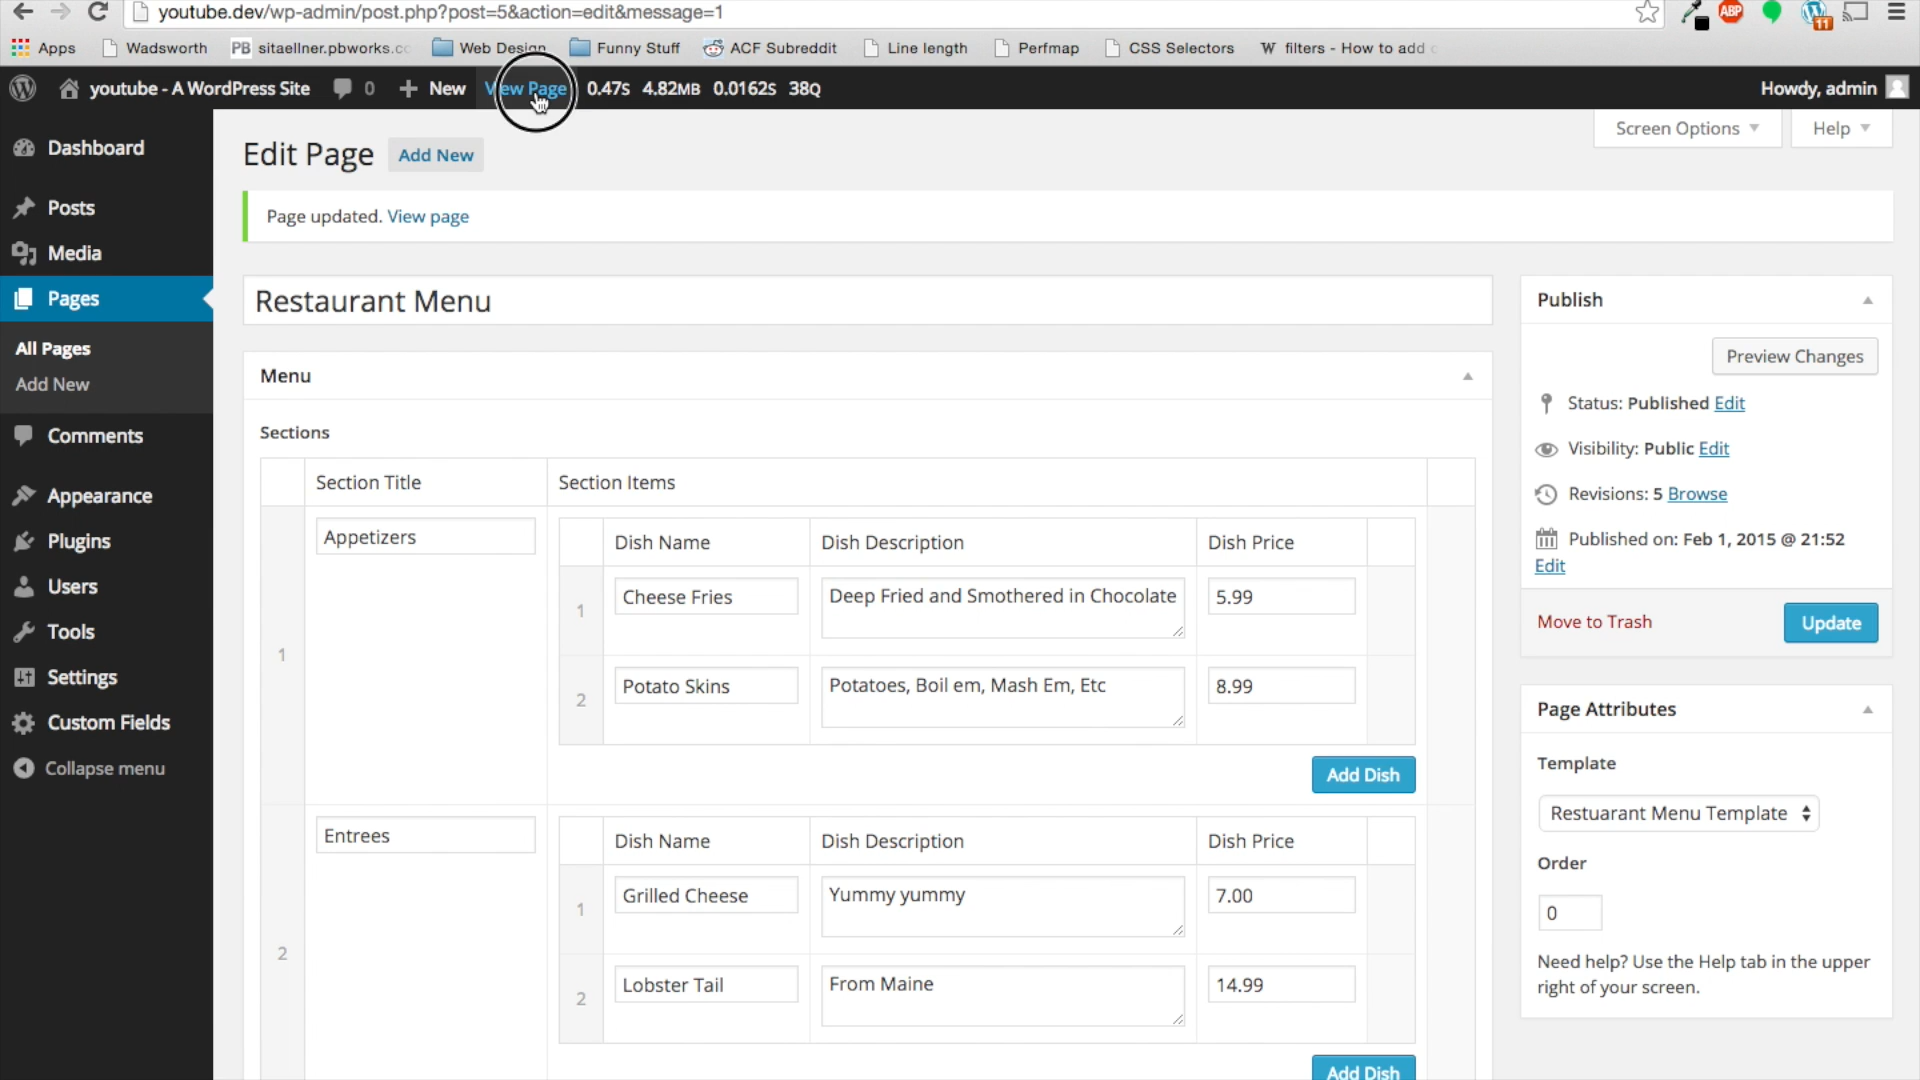 youtube.dev/wp-admin/post.php?post=5&action=edit&message=1
Apps Wadsworth PB sitaellner.pbworks.c Web Design Funny Stuff ACF Subreddit Line length Perfmap CSS Selectors W filters - How to add
ABP 11
youtube - A WordPress Site 0 New View Page 0.47S 4.82MB 0.0162S 38Q Howdy, admin
Screen Options Help
Edit Page Add New
Page updated. View page
Dashboard
Posts
Media
Pages
All Pages
Add New
Comments
Appearance
Plugins
Users
Tools
Settings
Custom Fields
Collapse menu
Restaurant Menu
Menu
Sections
Section Title Section Items
1 Appetizers
Dish Name Dish Description Dish Price
1 Cheese Fries Deep Fried and Smothered in Chocolate 5.99
2 Potato Skins Potatoes, Boil em, Mash Em, Etc 8.99
Add Dish
2 Entrees
Dish Name Dish Description Dish Price
1 Grilled Cheese Yummy yummy 7.00
2 Lobster Tail From Maine 14.99
Add Dish
Publish
Preview Changes
Status: Published Edit
Visibility: Public Edit
Revisions: 5 Browse
Published on: Feb 1, 2015 @ 21:52
Edit
Move to Trash Update
Page Attributes
Template
Restuarant Menu Template
Order
0
Need help? Use the Help tab in the upper
right of your screen.